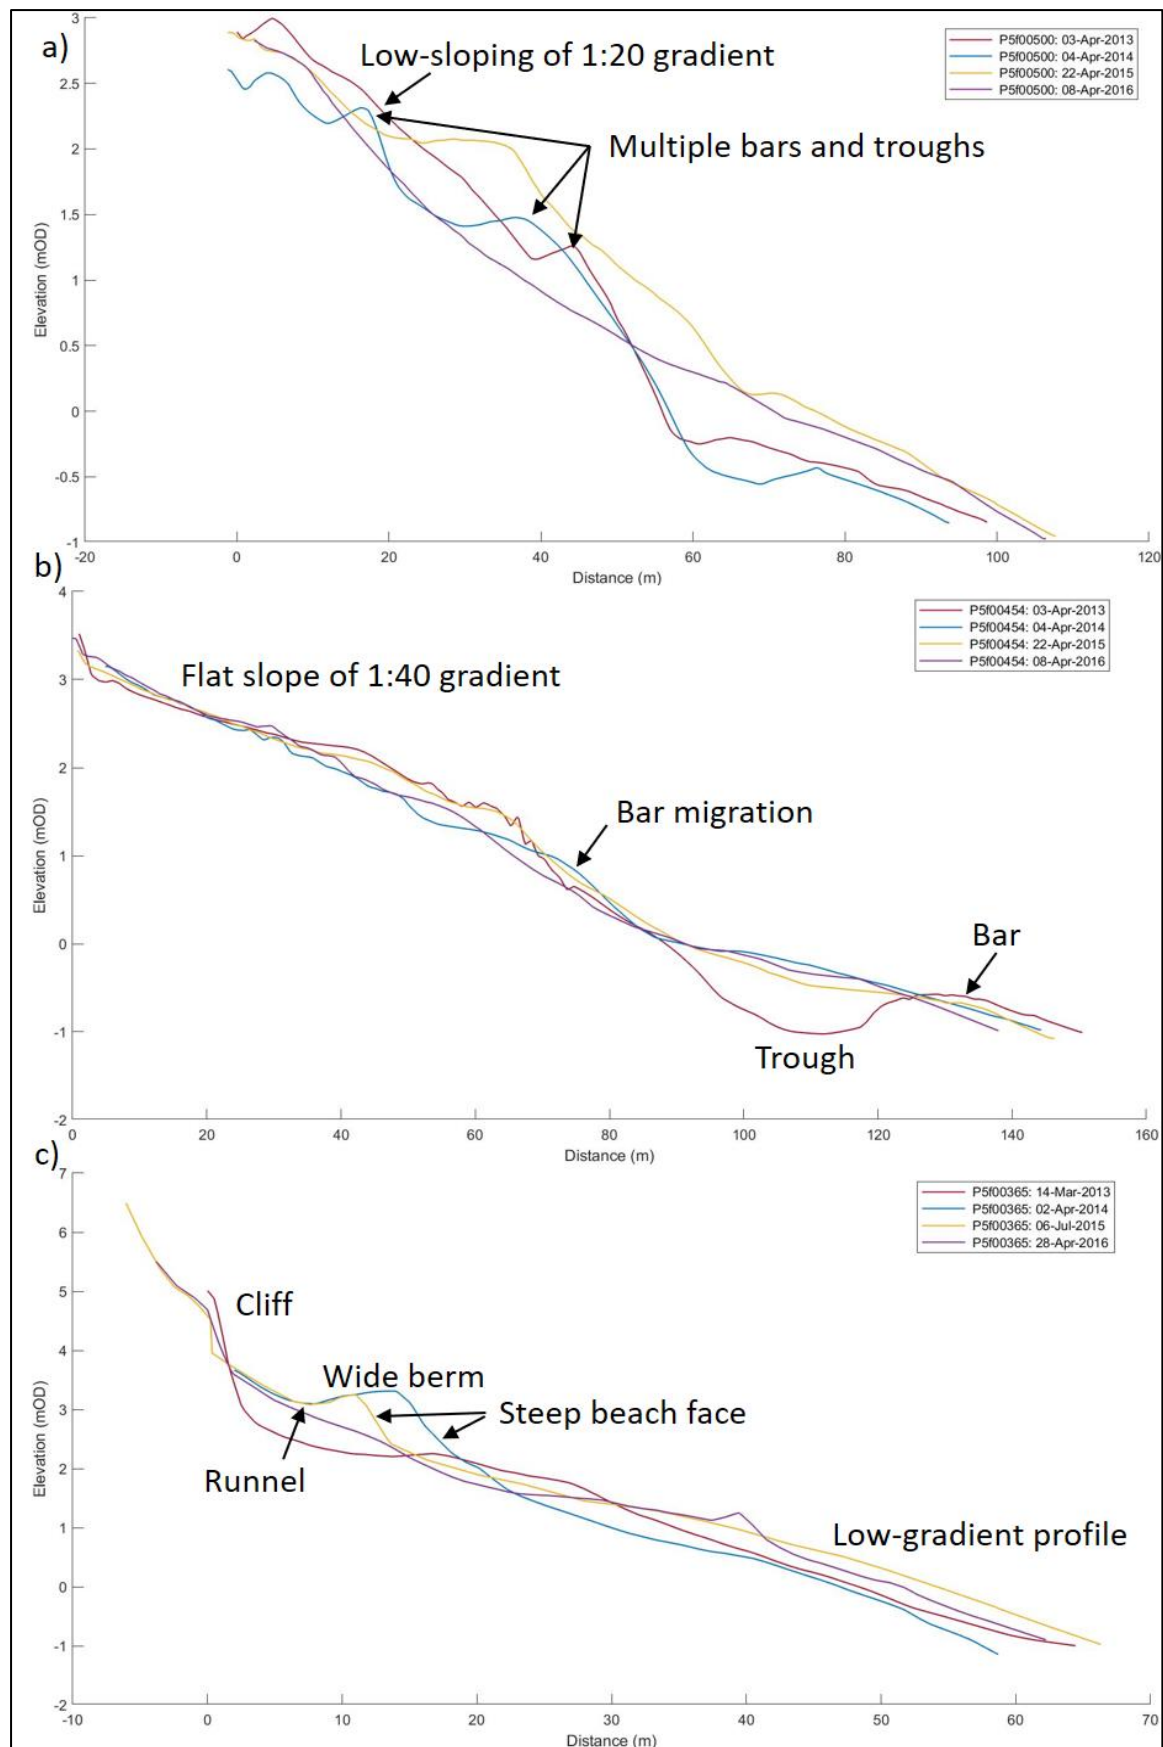 a)
3
2.5
2
1.5
1
0.5
0
-0.5
-1
Elevation (mOD)
Low-sloping of 1:20 gradient
Multiple bars and troughs
P5f00500: 03-Apr-2013
P5f00500: 04-Apr-2014
P5f00500: 22-Apr-2015
P5f00500: 08-Apr-2016
-20 0 20 40 60 80 100 120
Distance (m)
b)
4
3
2
1
0
-1
-2
Elevation (mOD)
P5f00454: 03-Apr-2013
P5f00454: 04-Apr-2014
P5f00454: 22-Apr-2015
P5f00454: 08-Apr-2016
Flat slope of 1:40 gradient
Bar migration
Bar
Trough
0 20 40 60 80 100 120 140 160
Distance (m)
c)
7
6
5
4
3
2
1
0
-1
-2
Elevation (mOD)
P5f00365: 14-Mar-2013
P5f00365: 02-Apr-2014
P5f00365: 06-Jul-2015
P5f00365: 28-Apr-2016
Cliff
Wide berm
Steep beach face
Runnel
Low-gradient profile
-10 0 10 20 30 40 50 60 70
Distance (m)